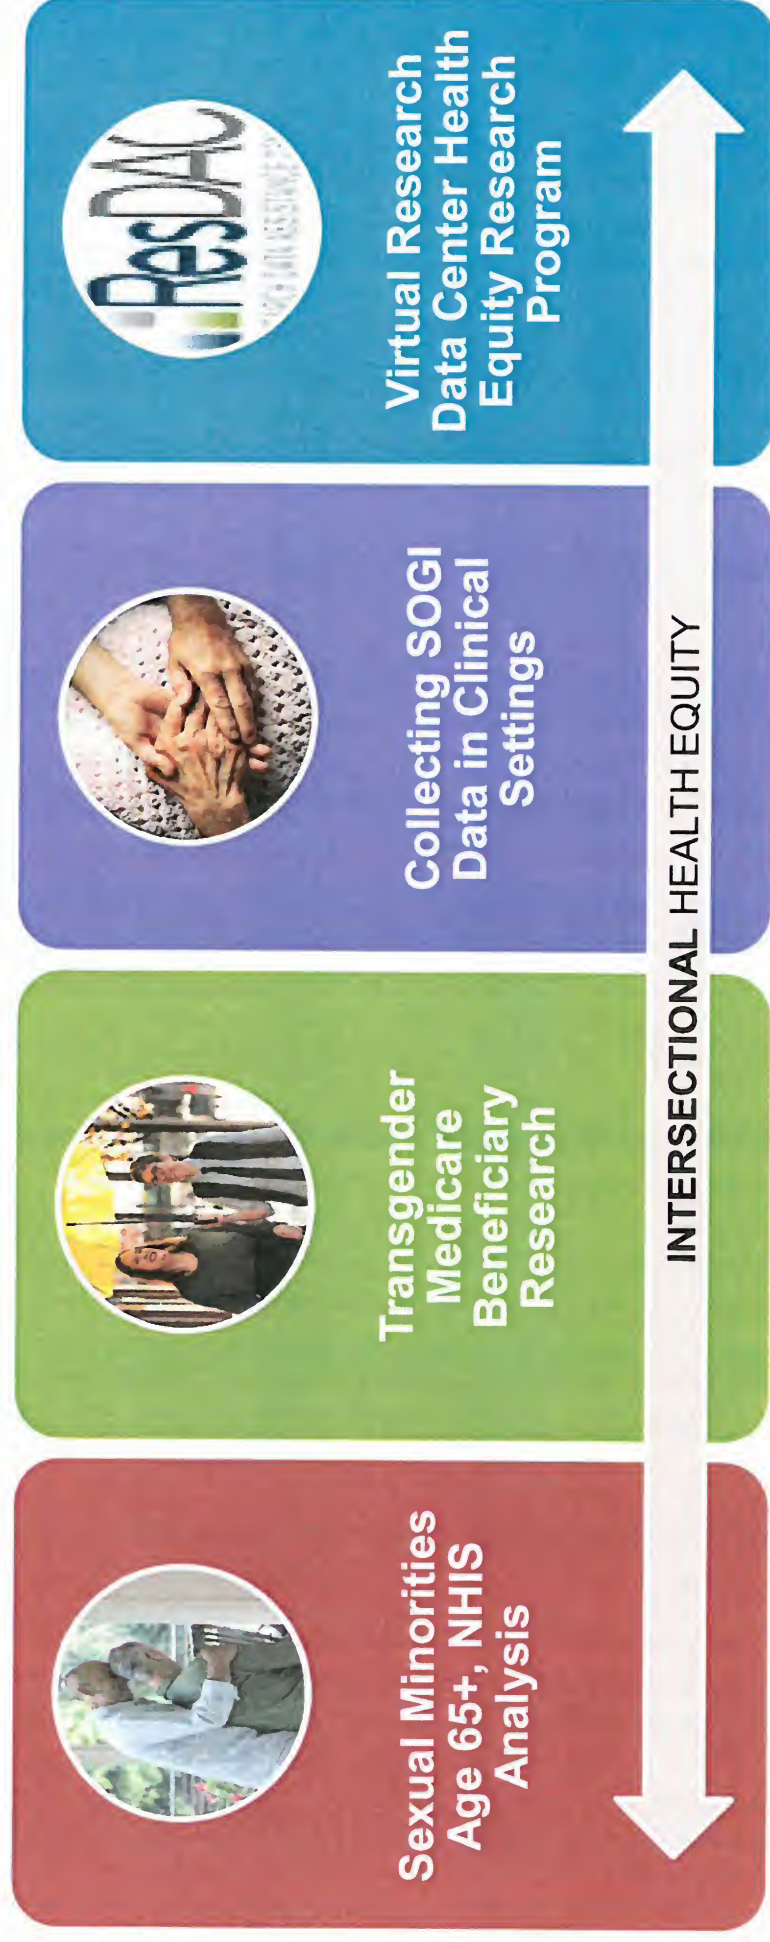 Sexual Minorities
Age 65+, NHIS
Analysis
Transgender
Medicare
Beneficiary
Research
Collecting SOGI
Data in Clinical
Settings
ResDAC
Virtual Research
Data Center Health
Equity Research
Program
INTERSECTIONAL HEALTH EQUITY